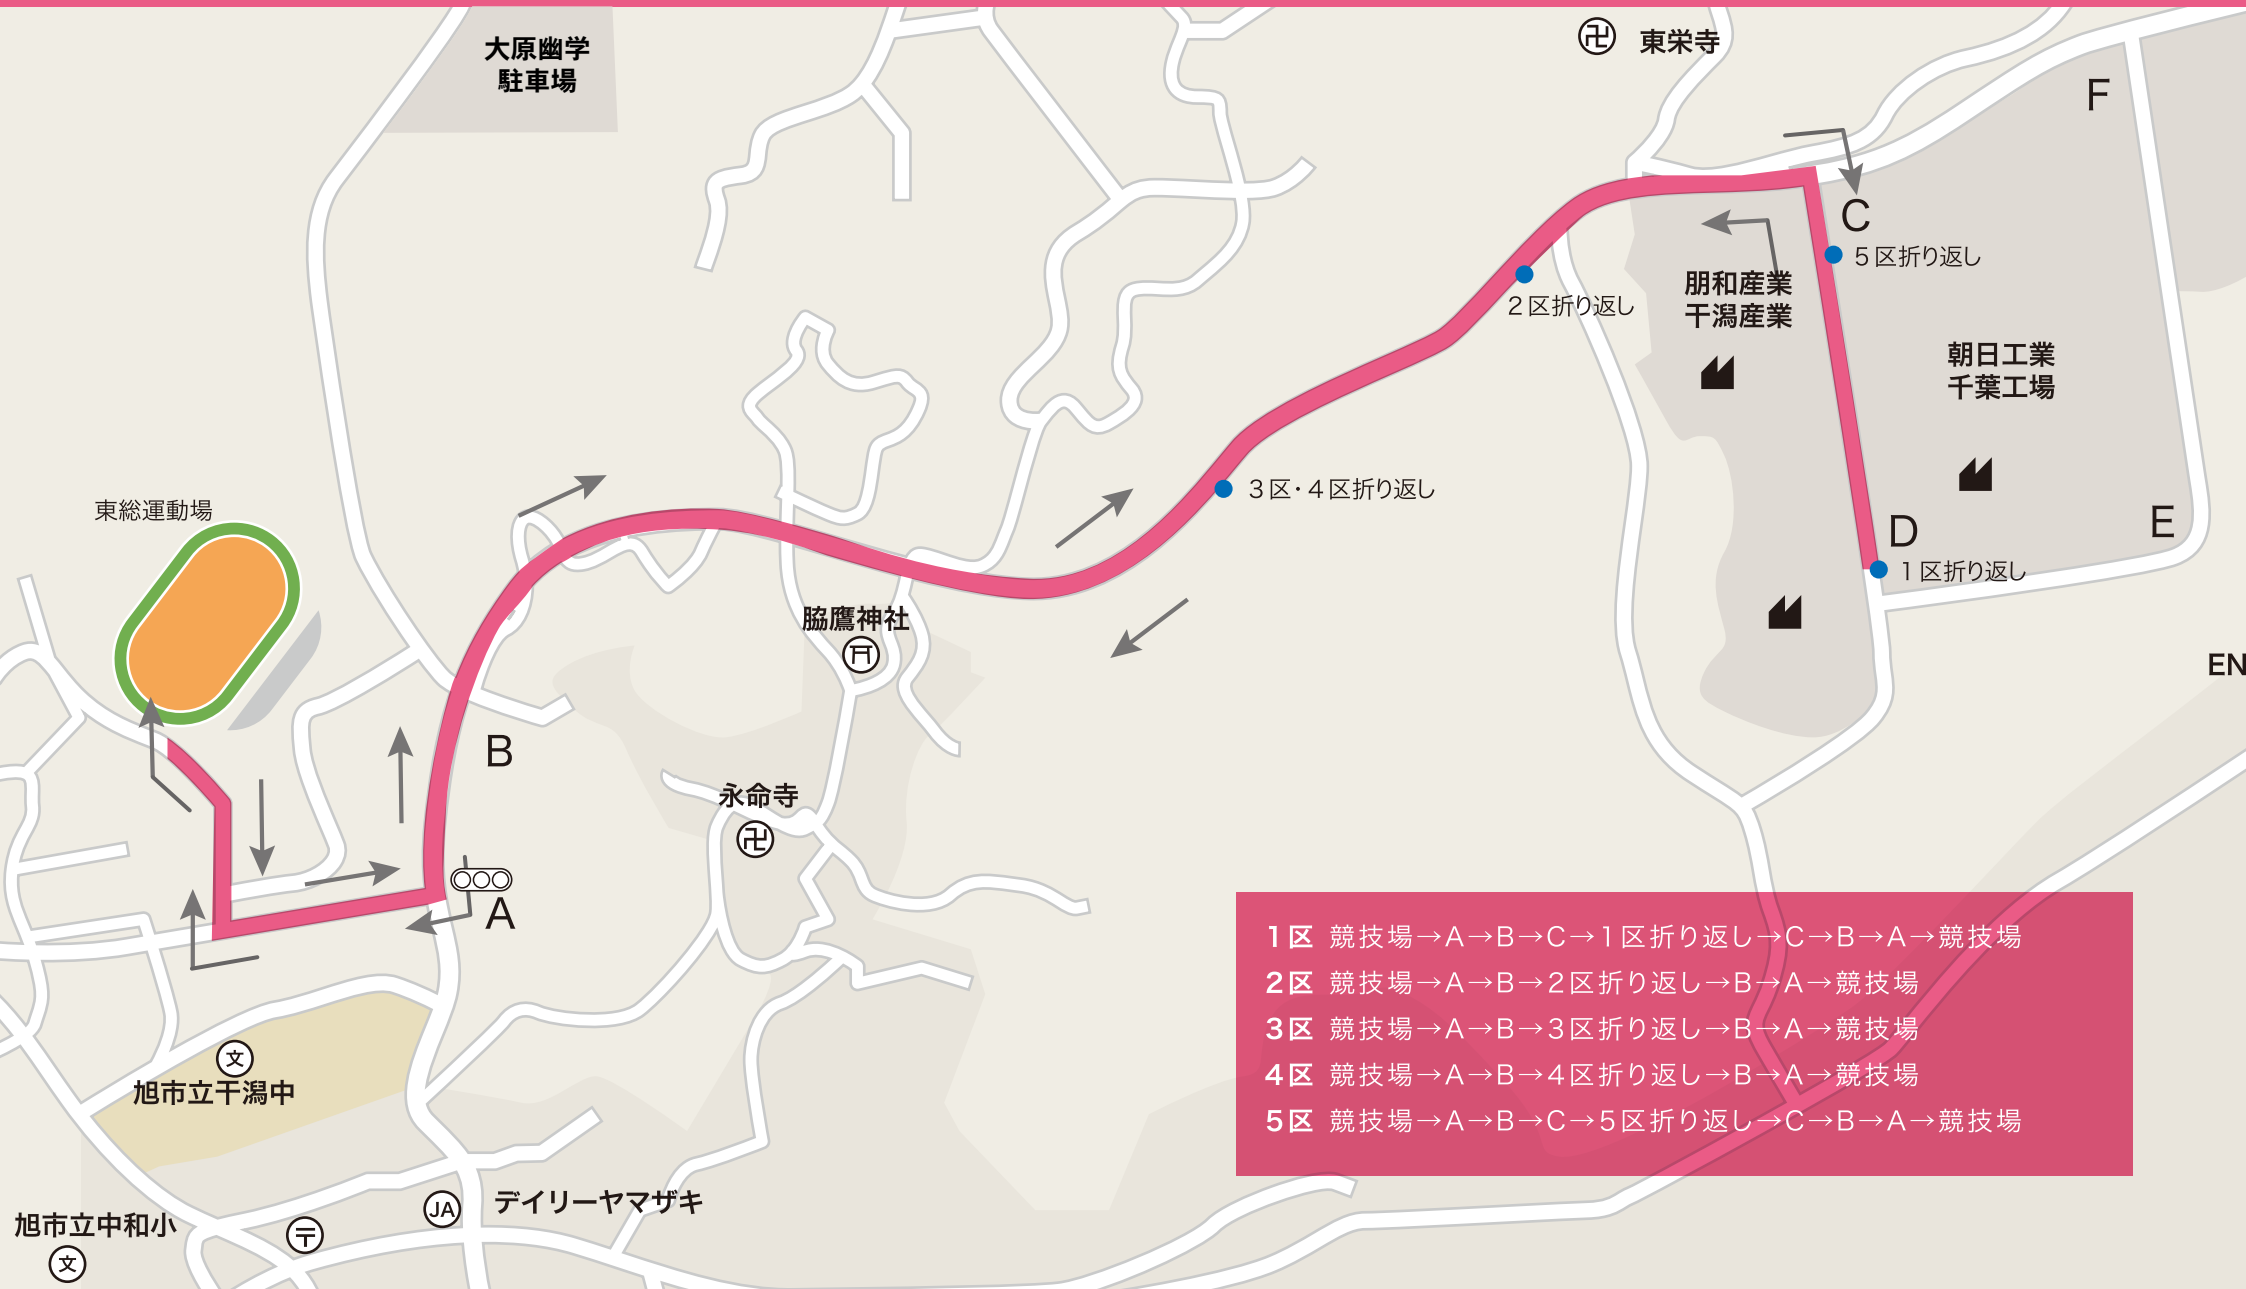 大原幽学
駐車場
東栄寺
F
C
5区折り返し
2区折り返し
朋和産業
干潟産業
朝日工業
千葉工場
3区・4区折り返し
東総運動場
D
E
1区折り返し
脇鷹神社
EN
B
永命寺
A
1区 競技場→A→B→C→1区折り返し→C→B→A→競技場
2区 競技場→A→B→2区折り返し→B→A→競技場
3区 競技場→A→B→3区折り返し→B→A→競技場
4区 競技場→A→B→4区折り返し→B→A→競技場
5区 競技場→A→B→C→5区折り返し→C→B→A→競技場
文
旭市立干潟中
JA
デイリーヤマザキ
旭市立中和小
文